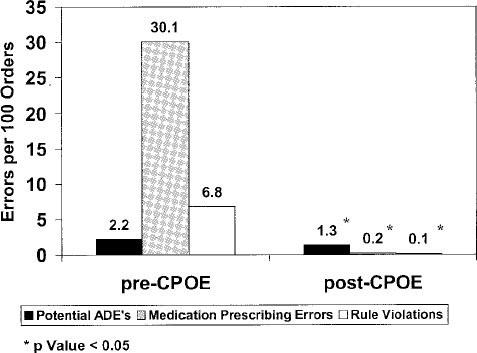 35
30
25
20
15
10
5
0
Errors per 100 Orders
30.1
6.8
2.2
1.3 *
0.2 *
0.1 *
pre-CPOE
post-CPOE
Potential ADE's Medication Prescribing Errors Rule Violations
* p Value < 0.05